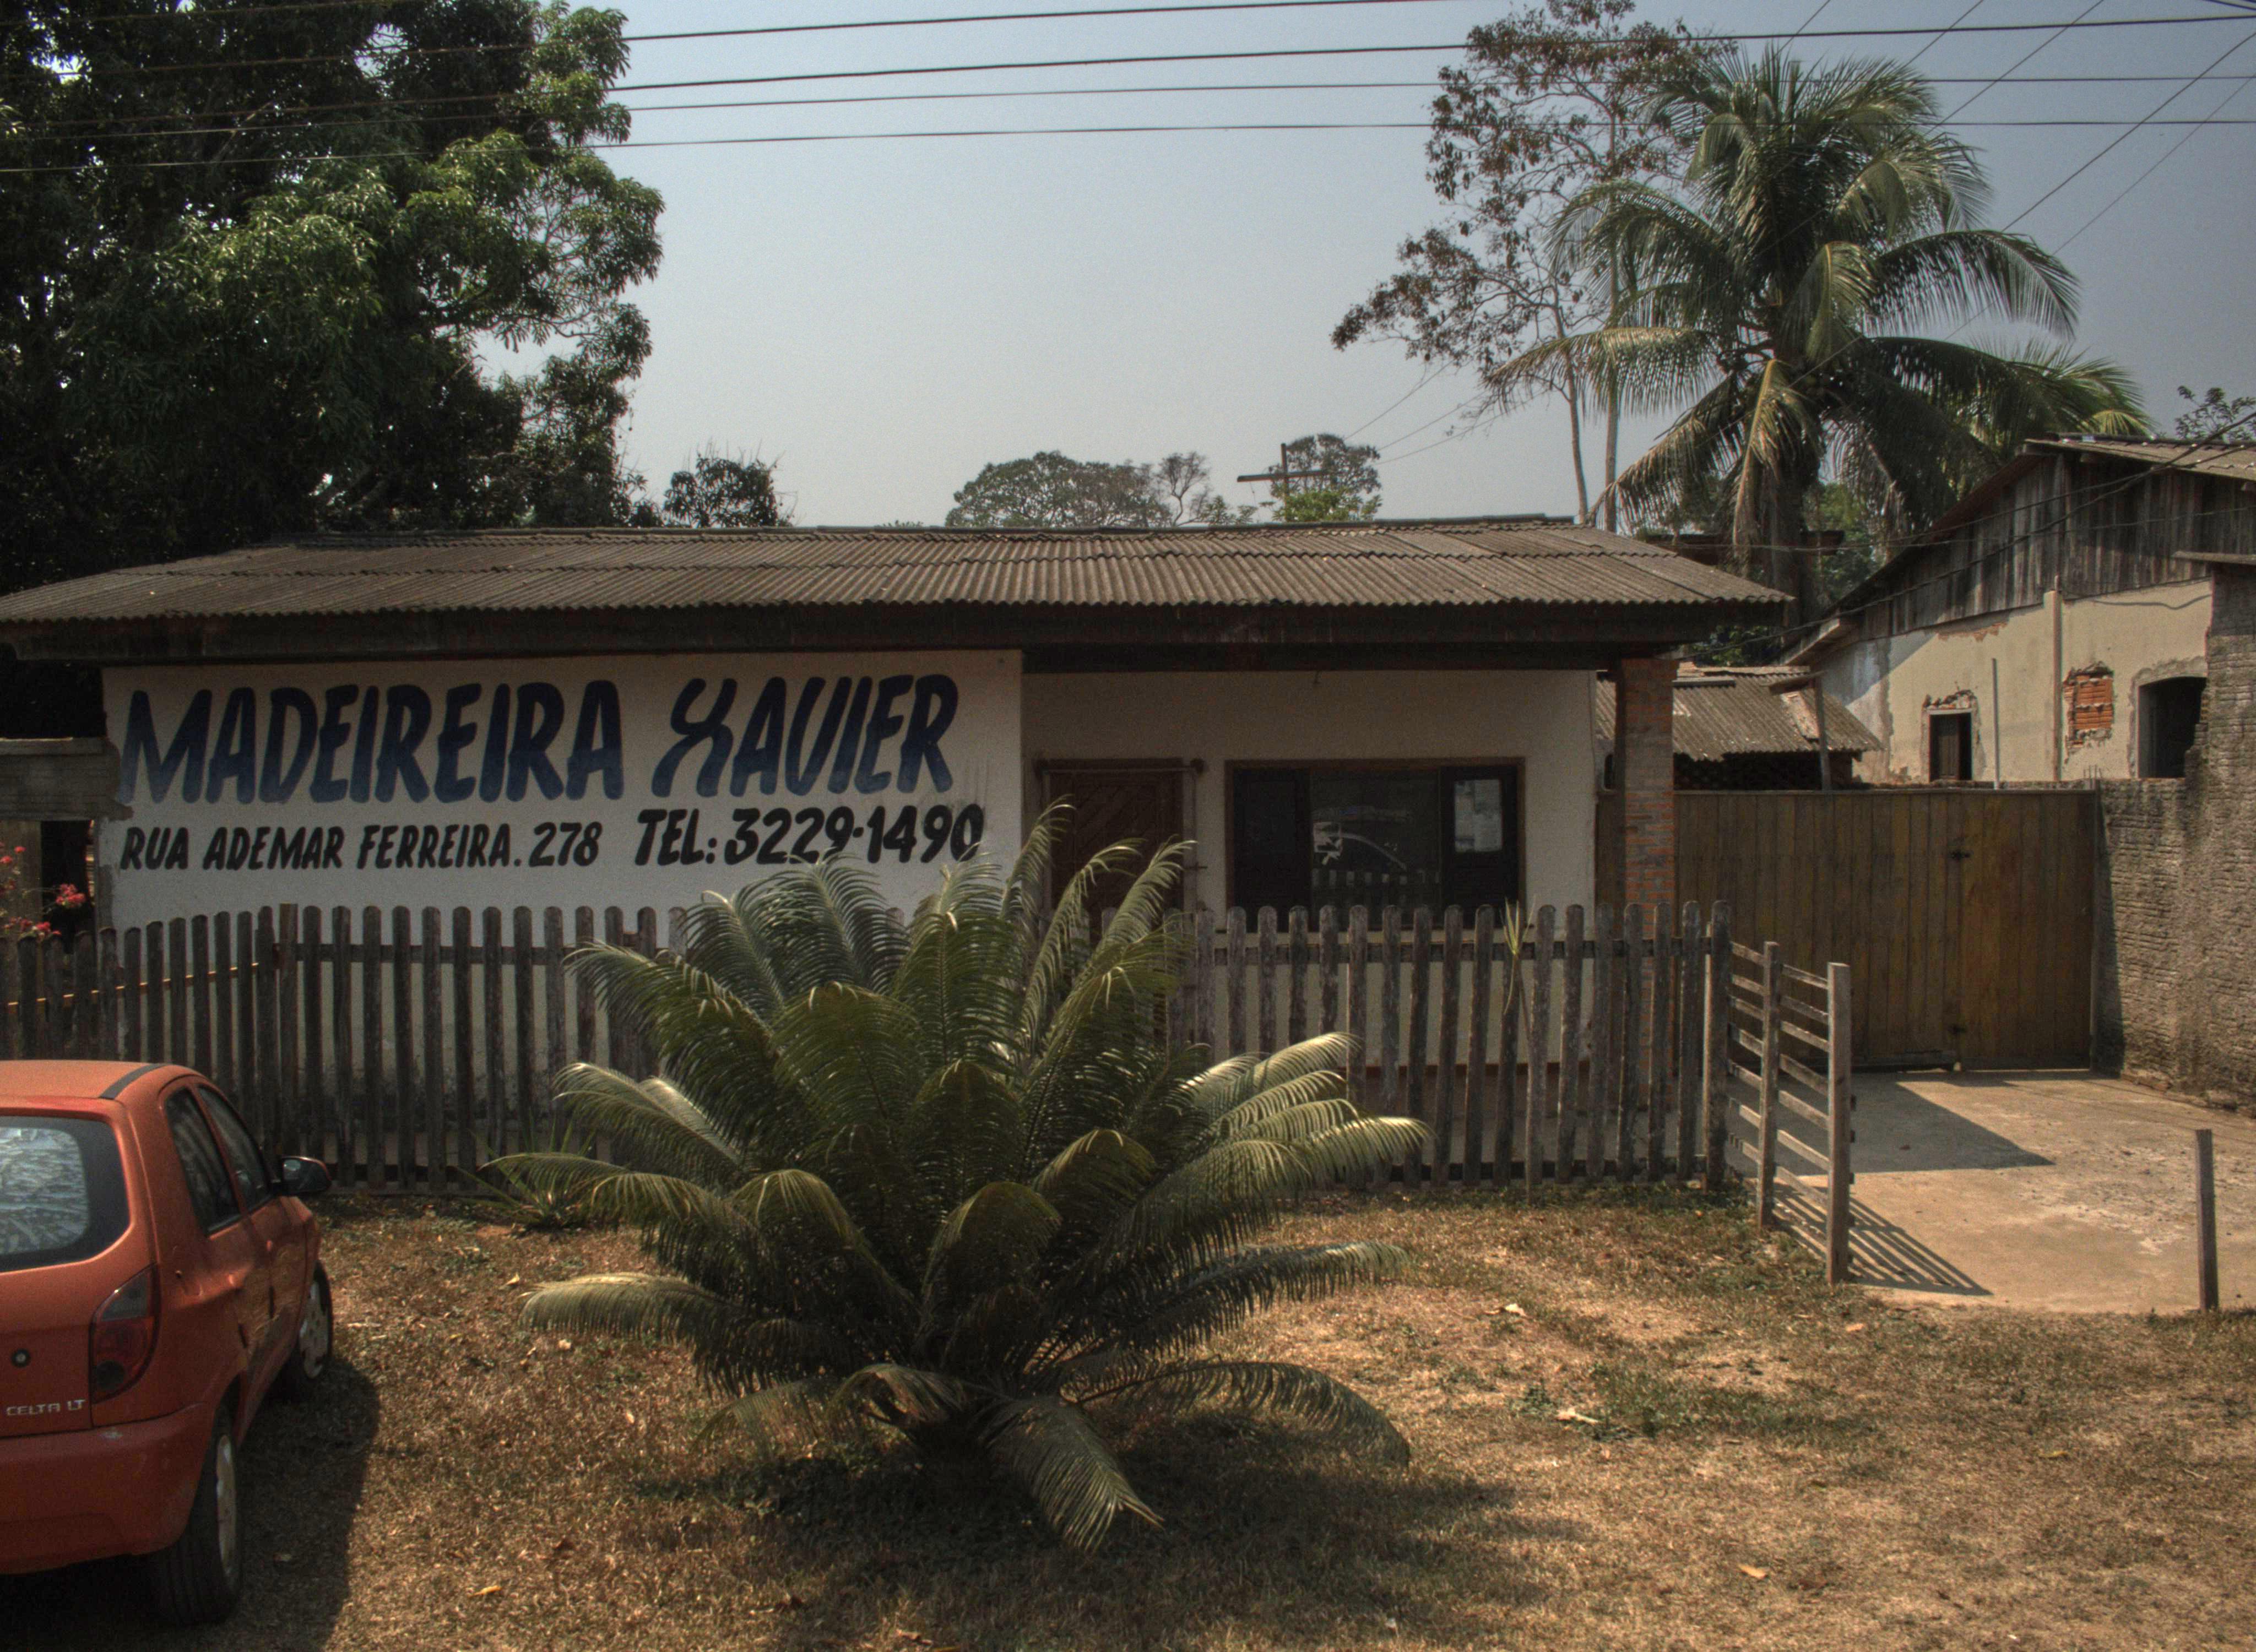 MADEIREIRA XAVIER
RUA ADEMAR FERREIRA. 278 TEL: 3229-1490
CELTA LT